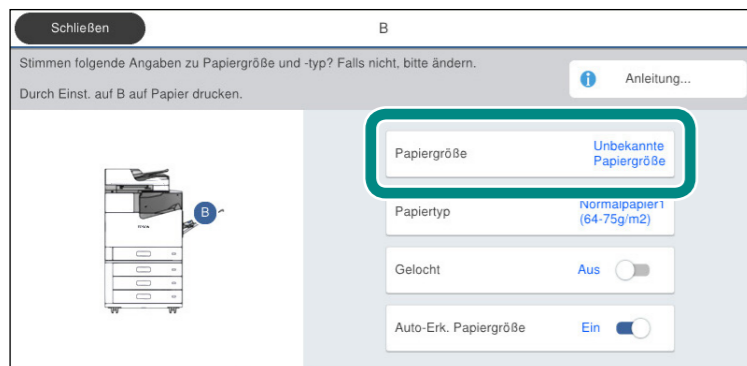 Schließen
B
Stimmen folgende Angaben zu Papiergröße und -typ? Falls nicht, bitte ändern.
Durch Einst. auf B auf Papier drucken.
Anleitung...
Papiergröße
Unbekannte
Papiergröße
Papiertyp
Normalpapier1
(64-75g/m2)
Gelocht
Aus
Auto-Erk. Papiergröße
Ein
B
EPSON